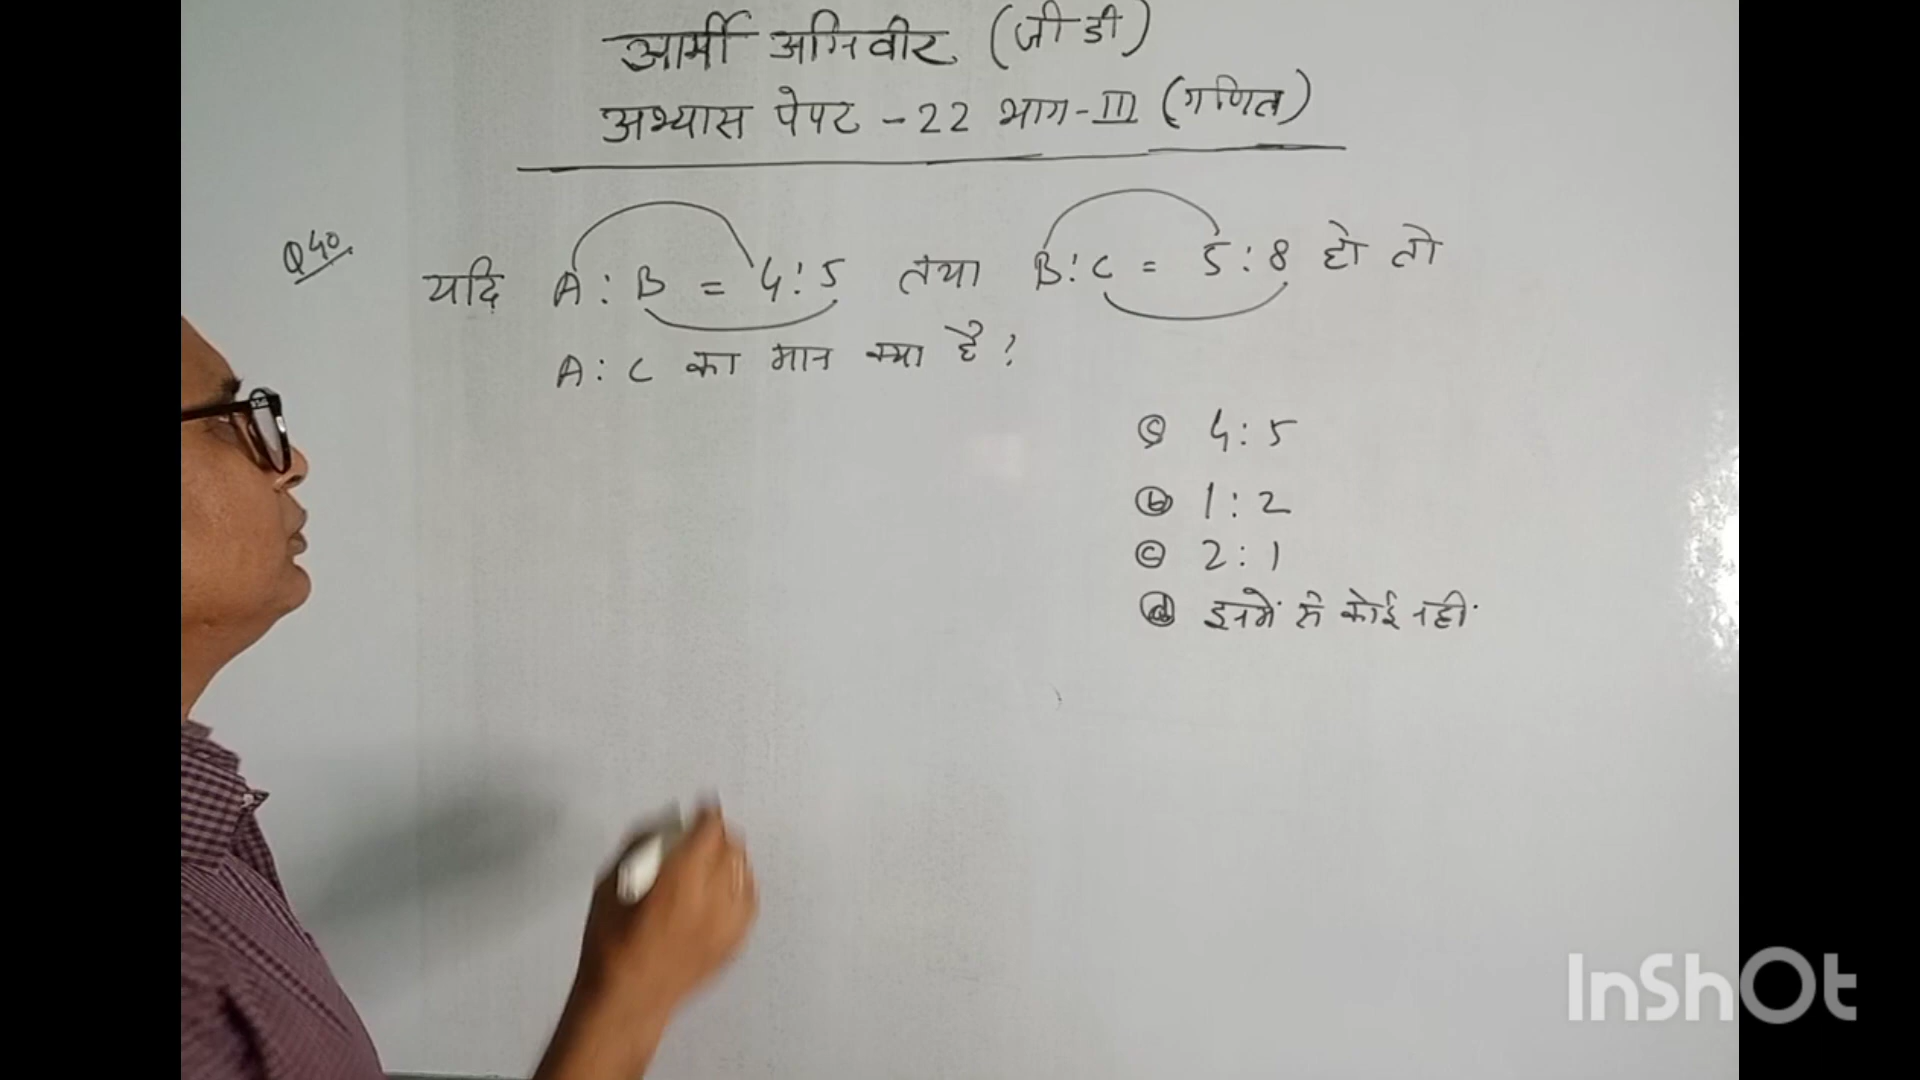 आर्मी अग्निवीर (जी डी)
अभ्यास पेपर - 22 भाग - III (गणित)
Q40.
यदि A : B = 4 : 5 तथा B : C = 5 : 8 हो तो
A : C का मान क्या है ?
ⓐ 4 : 5
ⓑ 1 : 2
ⓒ 2 : 1
ⓓ इनमें से कोई नहीं
InShOt